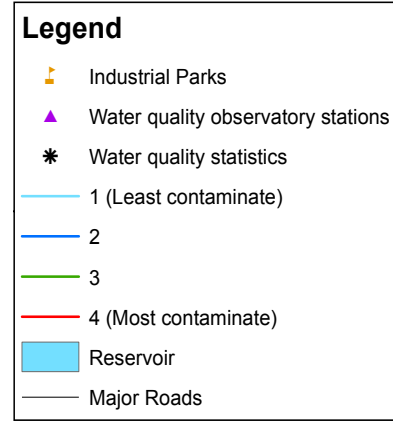 Legend
Industrial Parks
Water quality observatory stations
Water quality statistics
1 (Least contaminate)
2
3
4 (Most contaminate)
Reservoir
Major Roads